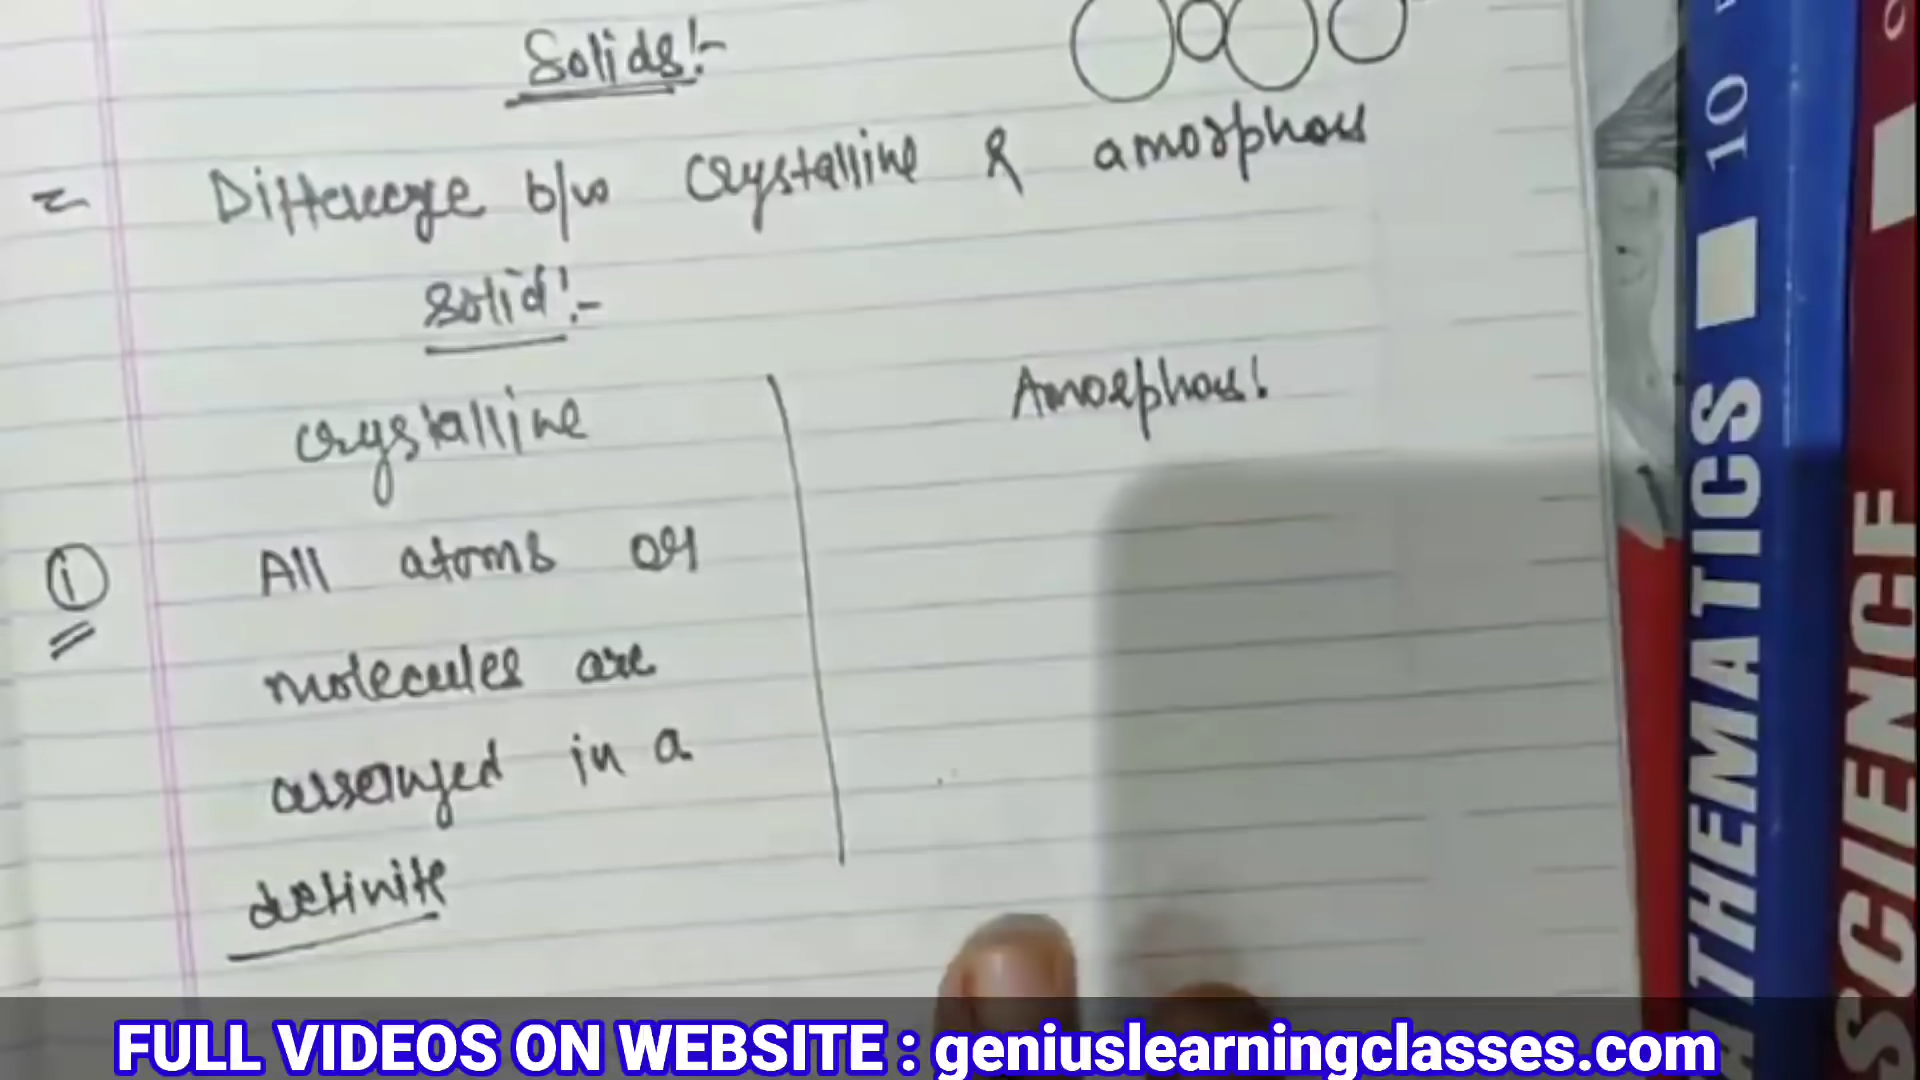 Solids!-
= Difference b/w Crystalline & amorphous
Solid!-
Crystalline
Amorphous!
① All atoms or
molecules are
arranged in a
definite
MATHEMATICS 10
SCIENCE
FULL VIDEOS ON WEBSITE : geniuslearningclasses.com